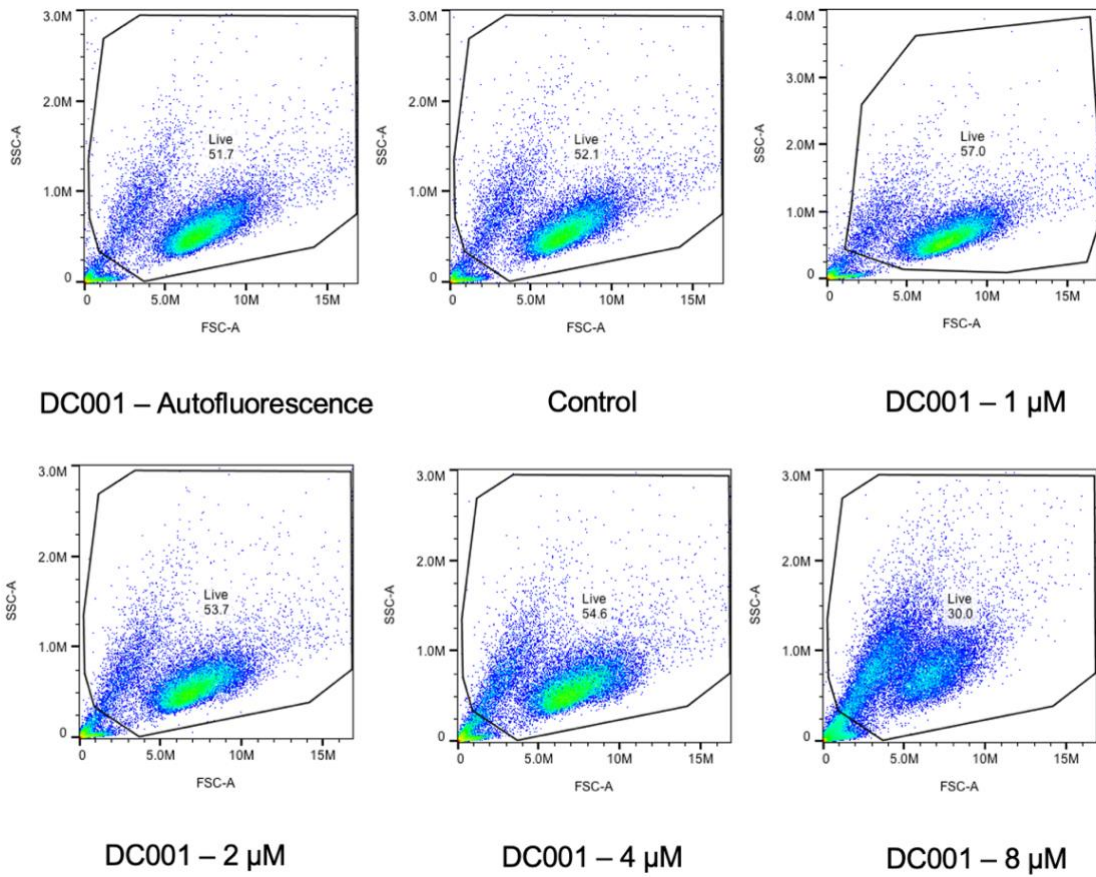 3.0M
2.0M
1.0M
0
SSC-A
Live
51.7
0
5.0M
10M
15M
FSC-A
3.0M
2.0M
1.0M
0
SSC-A
Live
52.1
0
5.0M
10M
15M
FSC-A
4.0M
3.0M
2.0M
1.0M
0
SSC-A
Live
57.0
0
5.0M
10M
15M
FSC-A
DC001 – Autofluorescence
Control
DC001 – 1 µM
3.0M
2.0M
1.0M
0
SSC-A
Live
53.7
0
5.0M
10M
15M
FSC-A
3.0M
2.0M
1.0M
0
SSC-A
Live
54.6
0
5.0M
10M
15M
FSC-A
3.0M
2.0M
1.0M
0
SSC-A
Live
30.0
0
5.0M
10M
15M
FSC-A
DC001 – 2 µM
DC001 – 4 µM
DC001 – 8 µM